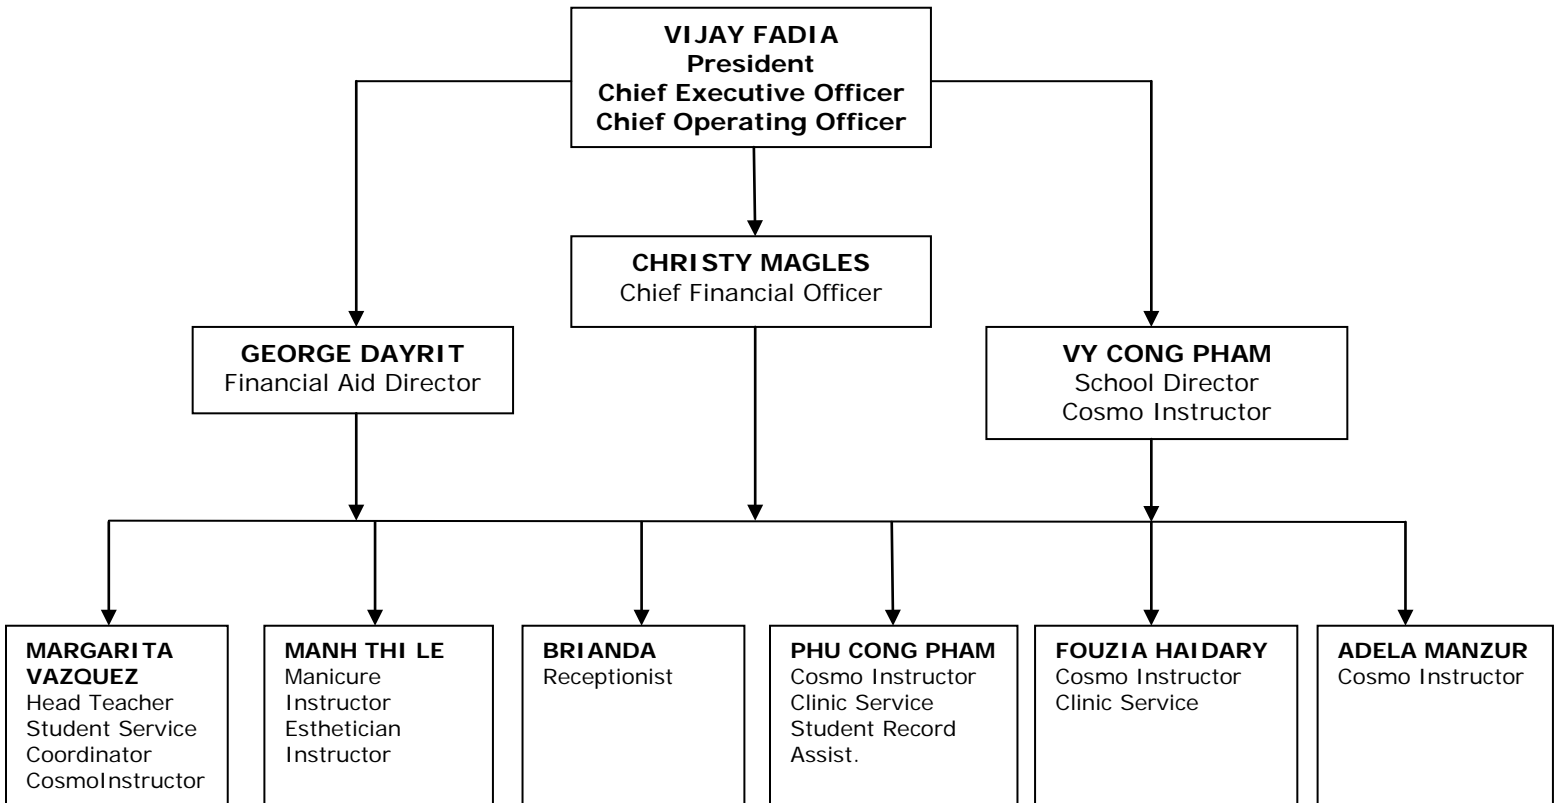 VIJAY FADIA
President
Chief Executive Officer
Chief Operating Officer
CHRISTY MAGLES
Chief Financial Officer
GEORGE DAYRIT
Financial Aid Director
VY CONG PHAM
School Director
Cosmo Instructor
MARGARITA
VAZQUEZ
Head Teacher
Student Service
Coordinator
CosmoInstructor
MANH THI LE
Manicure
Instructor
Esthetician
Instructor
BRIANDA
Receptionist
PHU CONG PHAM
Cosmo Instructor
Clinic Service
Student Record
Assist.
FOUZIA HAIDARY
Cosmo Instructor
Clinic Service
ADELA MANZUR
Cosmo Instructor